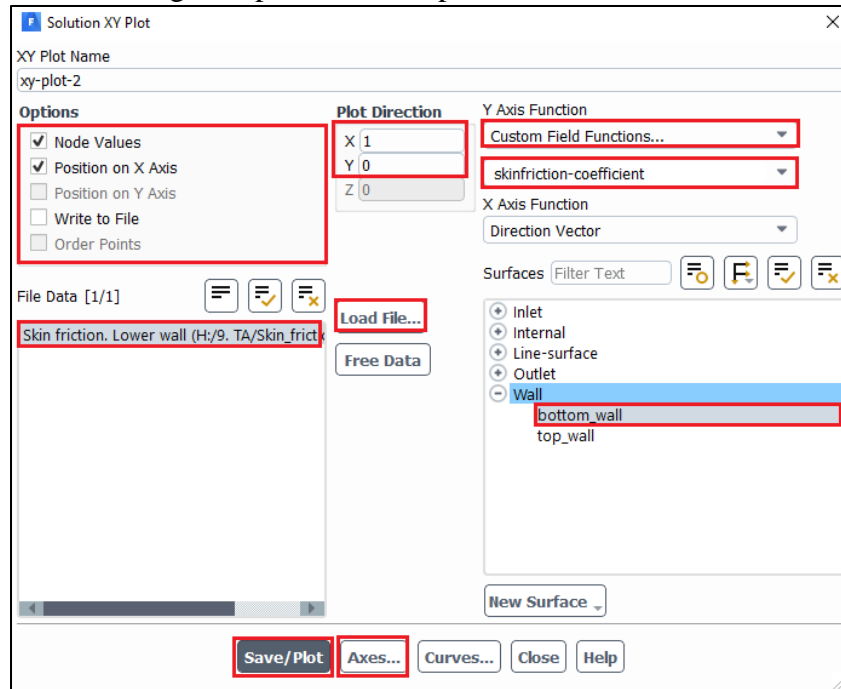 Solution XY Plot
XY Plot Name
xy-plot-2
Options
Node Values
Position on X Axis
Position on Y Axis
Write to File
Order Points
Plot Direction
X 1
Y 0
Z 0
Y Axis Function
Custom Field Functions...
skinfriction-coefficient
X Axis Function
Direction Vector
File Data [1/1]
Skin friction. Lower wall (H:/9. TA/Skin_frict
Load File...
Free Data
Surfaces Filter Text
Inlet
Internal
Line-surface
Outlet
Wall
bottom_wall
top_wall
New Surface
Save/Plot Axes... Curves... Close Help